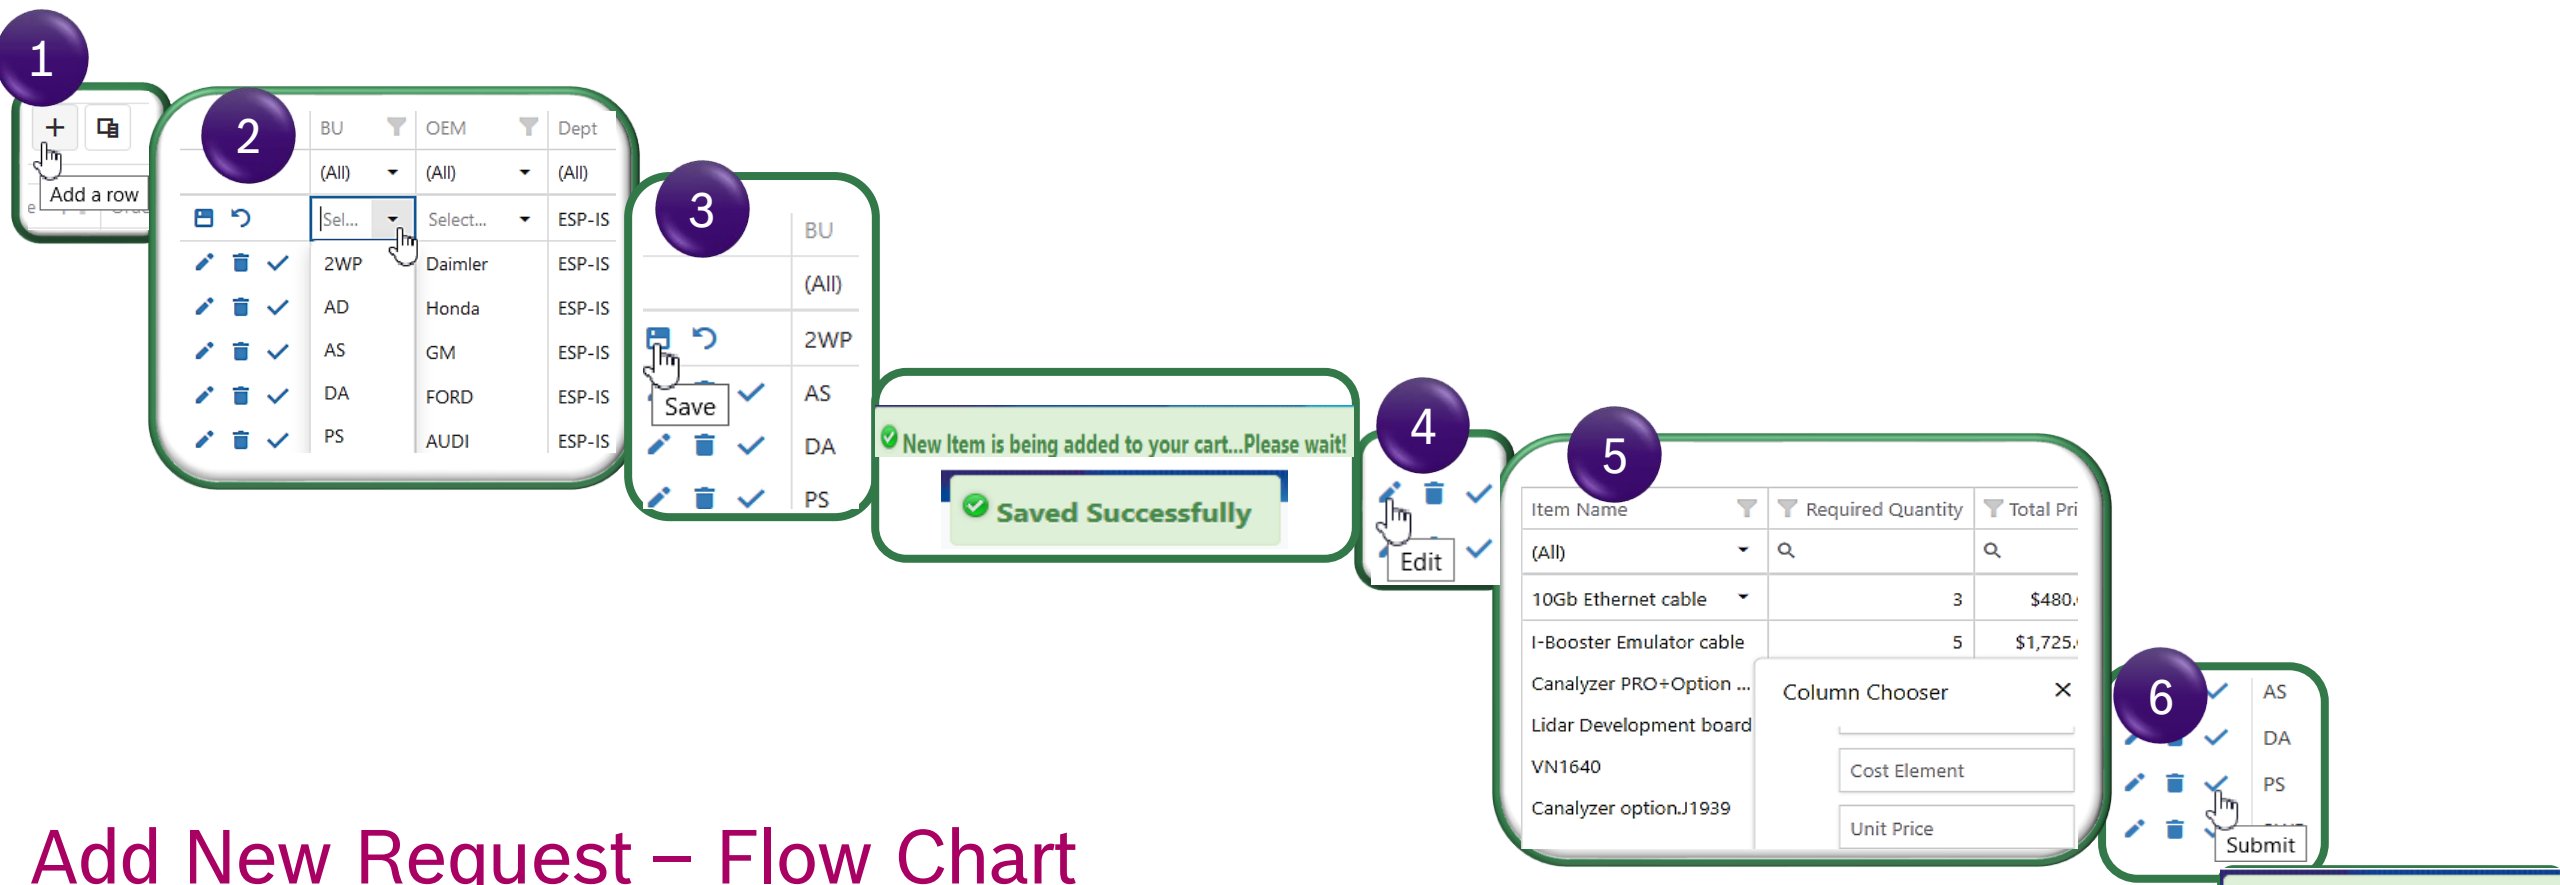 1
Add a row
2
BU OEM Dept
(All) (All) (All)
Sel... Select... ESP-IS
2WP Daimler ESP-IS
AD Honda ESP-IS
AS GM ESP-IS
DA FORD ESP-IS
PS AUDI ESP-IS
3
BU
(All)
2WP
Save AS
DA
PS
New Item is being added to your cart...Please wait!
Saved Successfully
4
Edit
5
Item Name Required Quantity Total Pri
(All)
10Gb Ethernet cable 3 $480.
I-Booster Emulator cable 5 $1,725.
Canalyzer PRO+Option ...
Lidar Development board
VN1640
Canalyzer option.J1939
Column Chooser
Cost Element
Unit Price
6
AS
DA
PS
Submit
Add New Request – Flow Chart